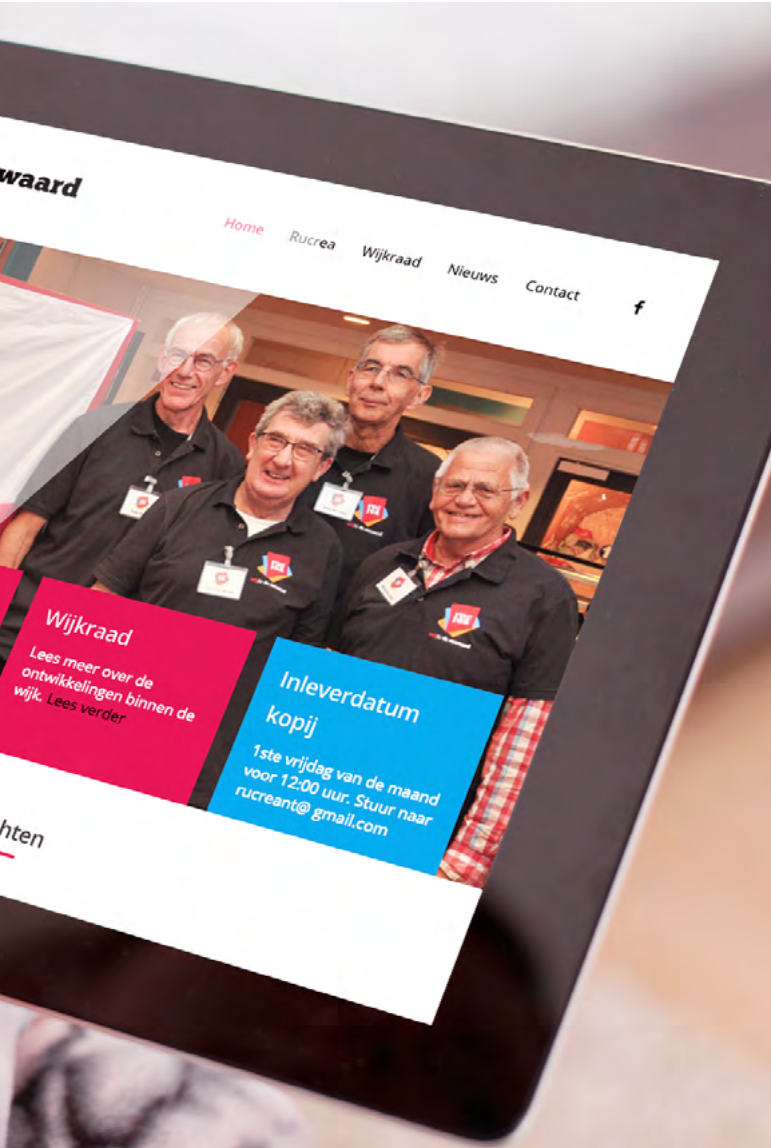 waard
Home Rucrea Wijkraad Nieuws Contact f
Wijkraad
Lees meer over de
ontwikkelingen binnen de
wijk. Lees verder
Inleverdatum
kopij
1ste vrijdag van de maand
voor 12:00 uur. Stuur naar
rucreant@ gmail.com
hten